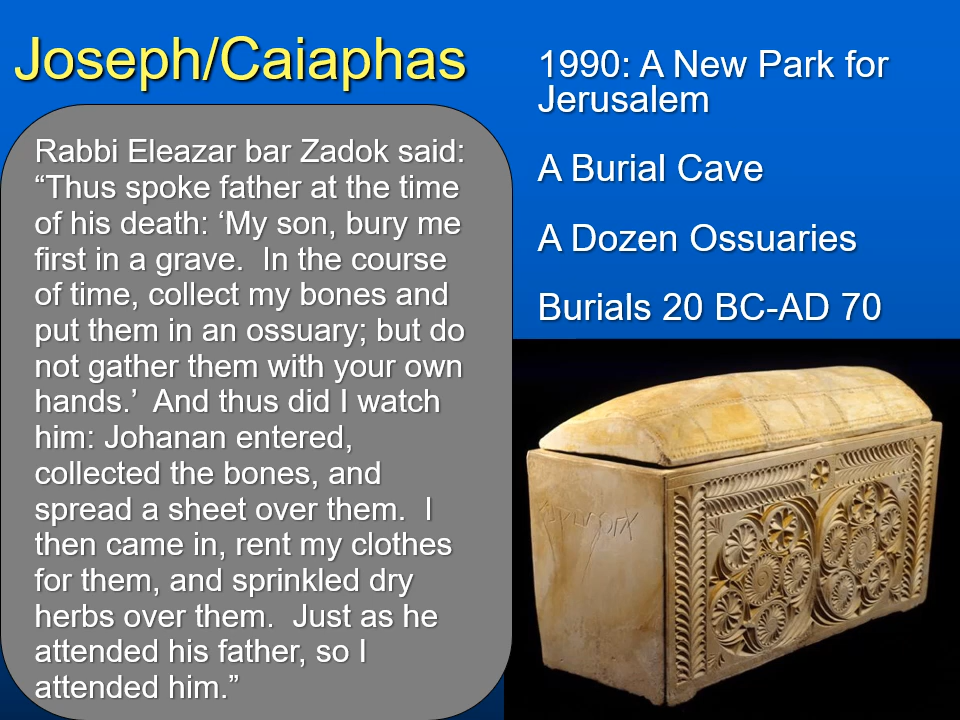 Joseph/Caiaphas
Rabbi Eleazar bar Zadok said:
“Thus spoke father at the time
of his death: ‘My son, bury me
first in a grave.  In the course
of time, collect my bones and
put them in an ossuary; but do
not gather them with your own
hands.’  And thus did I watch
him: Johanan entered,
collected the bones, and
spread a sheet over them.  I
then came in, rent my clothes
for them, and sprinkled dry
herbs over them.  Just as he
attended his father, so I
attended him.”
1990: A New Park for
Jerusalem
A Burial Cave
A Dozen Ossuaries
Burials 20 BC-AD 70